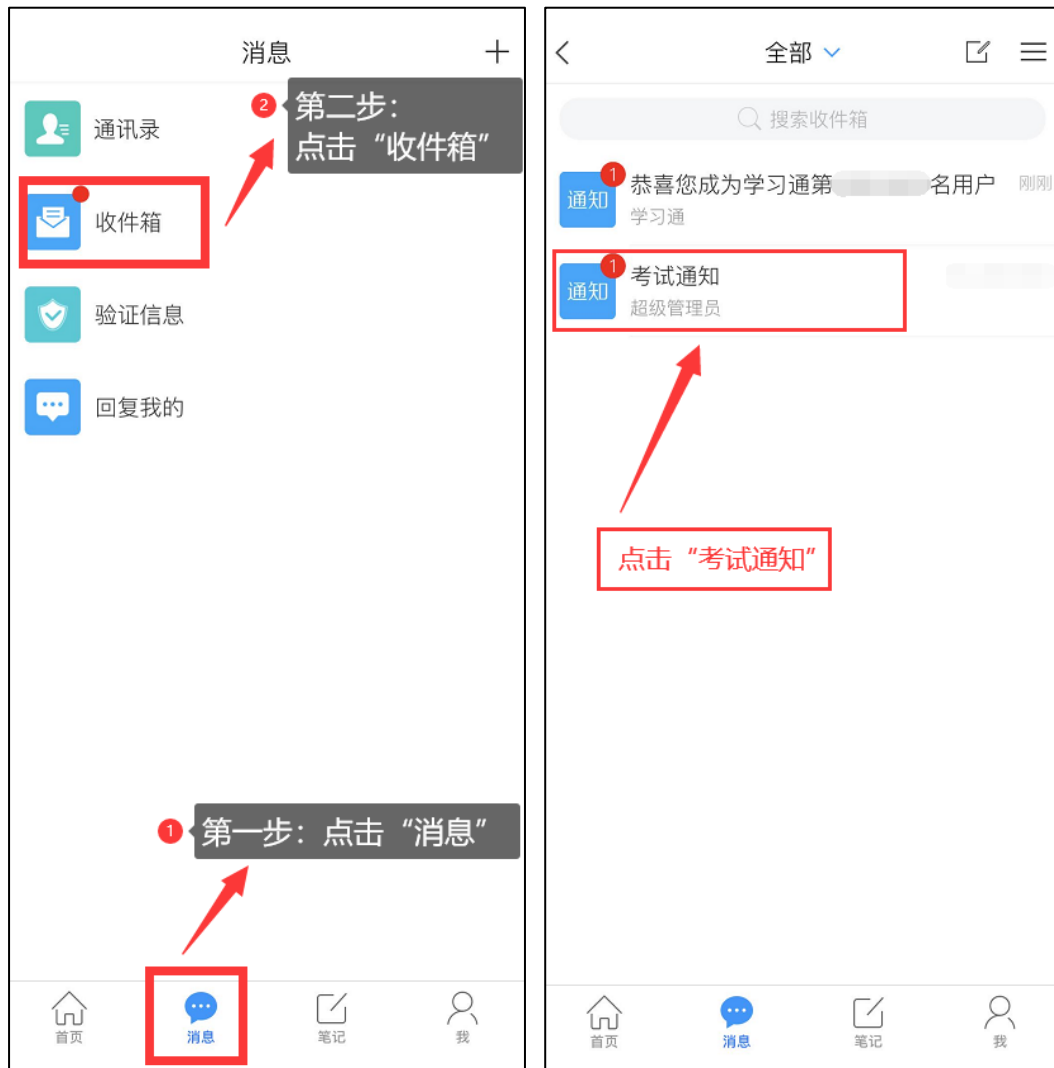 消息
通讯录
2
第二步：
点击“收件箱”
收件箱
验证信息
回复我的
1
第一步：点击“消息”
首页
消息
笔记
我
全部
搜索收件箱
通知
1
恭喜您成为学习通第
名用户
刚刚
学习通
通知
1
考试通知
超级管理员
点击“考试通知”
首页
消息
笔记
我